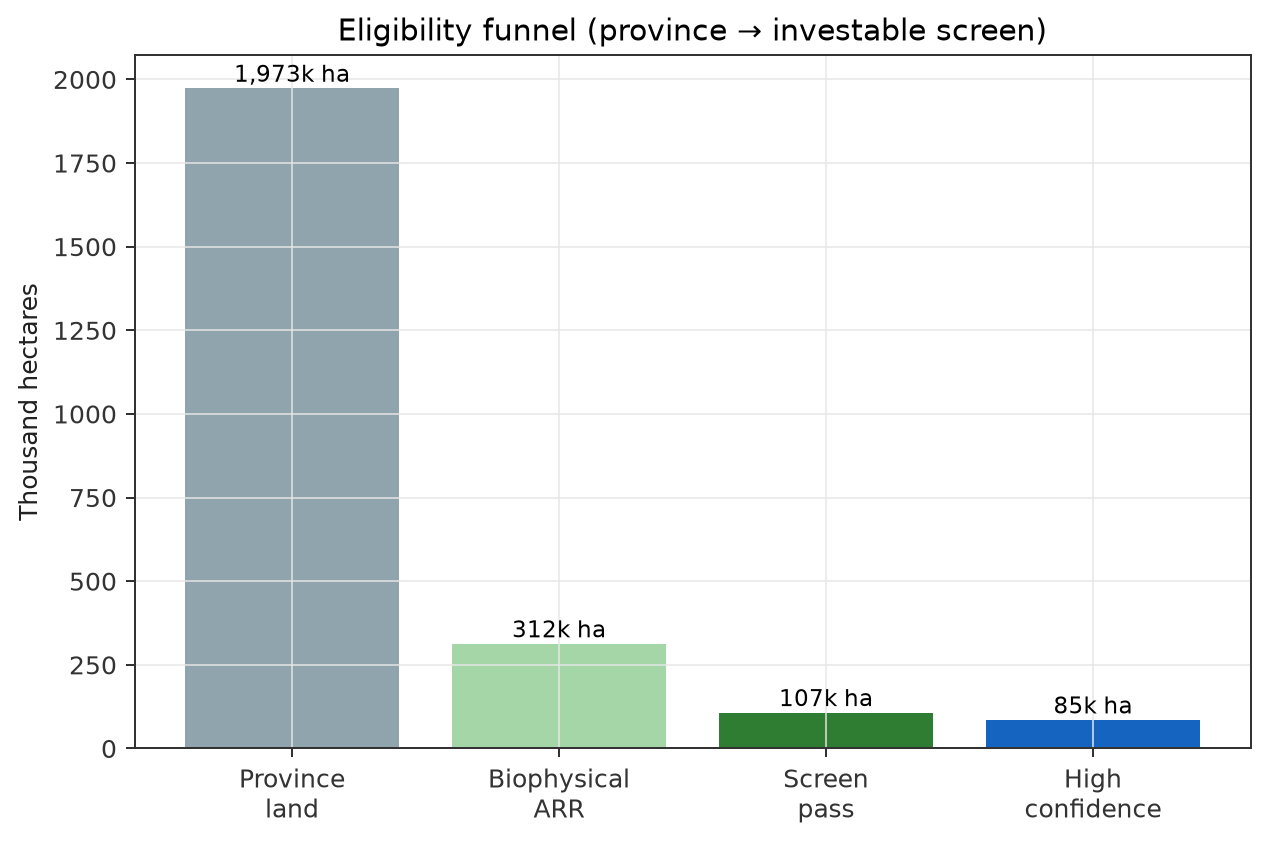 Eligibility funnel (province → investable screen)
Thousand hectares
2000
1750
1500
1250
1000
750
500
250
0
1,973k ha
312k ha
107k ha
85k ha
Province
land
Biophysical
ARR
Screen
pass
High
confidence